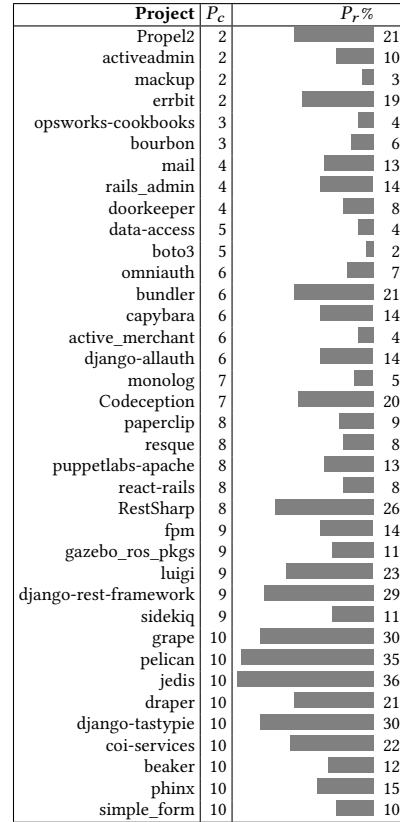 Project P_c P_r%
Propel2 2 21
activeadmin 2 10
mackup 2 3
errbit 2 19
opsworks-cookbooks 3 4
bourbon 3 6
mail 4 13
rails_admin 4 14
doorkeeper 4 8
data-access 5 4
boto3 5 2
omniauth 6 7
bundler 6 21
capybara 6 14
active_merchant 6 4
django-allauth 6 14
monolog 7 5
Codeception 7 20
paperclip 8 9
resque 8 8
puppetlabs-apache 8 13
react-rails 8 8
RestSharp 8 26
fpm 9 14
gazebo_ros_pkgs 9 11
luigi 9 23
django-rest-framework 9 29
sidekiq 9 11
grape 10 30
pelican 10 35
jedis 10 36
draper 10 21
django-tastypie 10 30
coi-services 10 22
beaker 10 12
phinx 10 15
simple_form 10 10